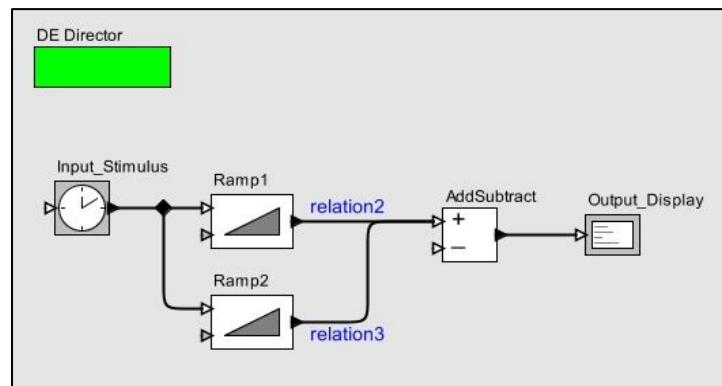 DE Director
Input_Stimulus
Ramp1
relation2
AddSubtract
Output_Display
+
–
Ramp2
relation3